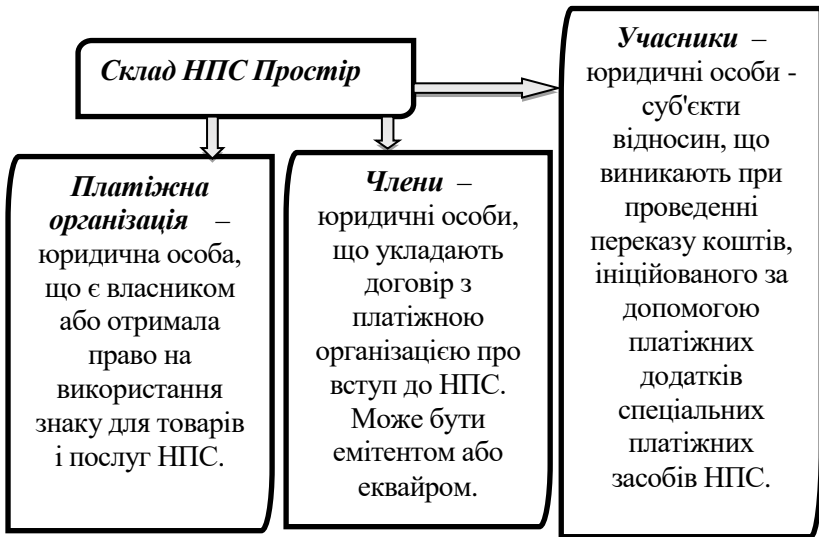 Склад НПС Простір
Платіжна
організація –
юридична особа,
що є власником
або отримала
право на
використання
знаку для товарів
і послуг НПС.
Члени –
юридичні особи,
що укладають
договір з
платіжною
організацією про
вступ до НПС.
Може бути
емітентом або
еквайром.
Учасники –
юридичні особи -
суб'єкти
відносин, що
виникають при
проведенні
переказу коштів,
ініційованого за
допомогою
платіжних
додатків
спеціальних
платіжних
засобів НПС.